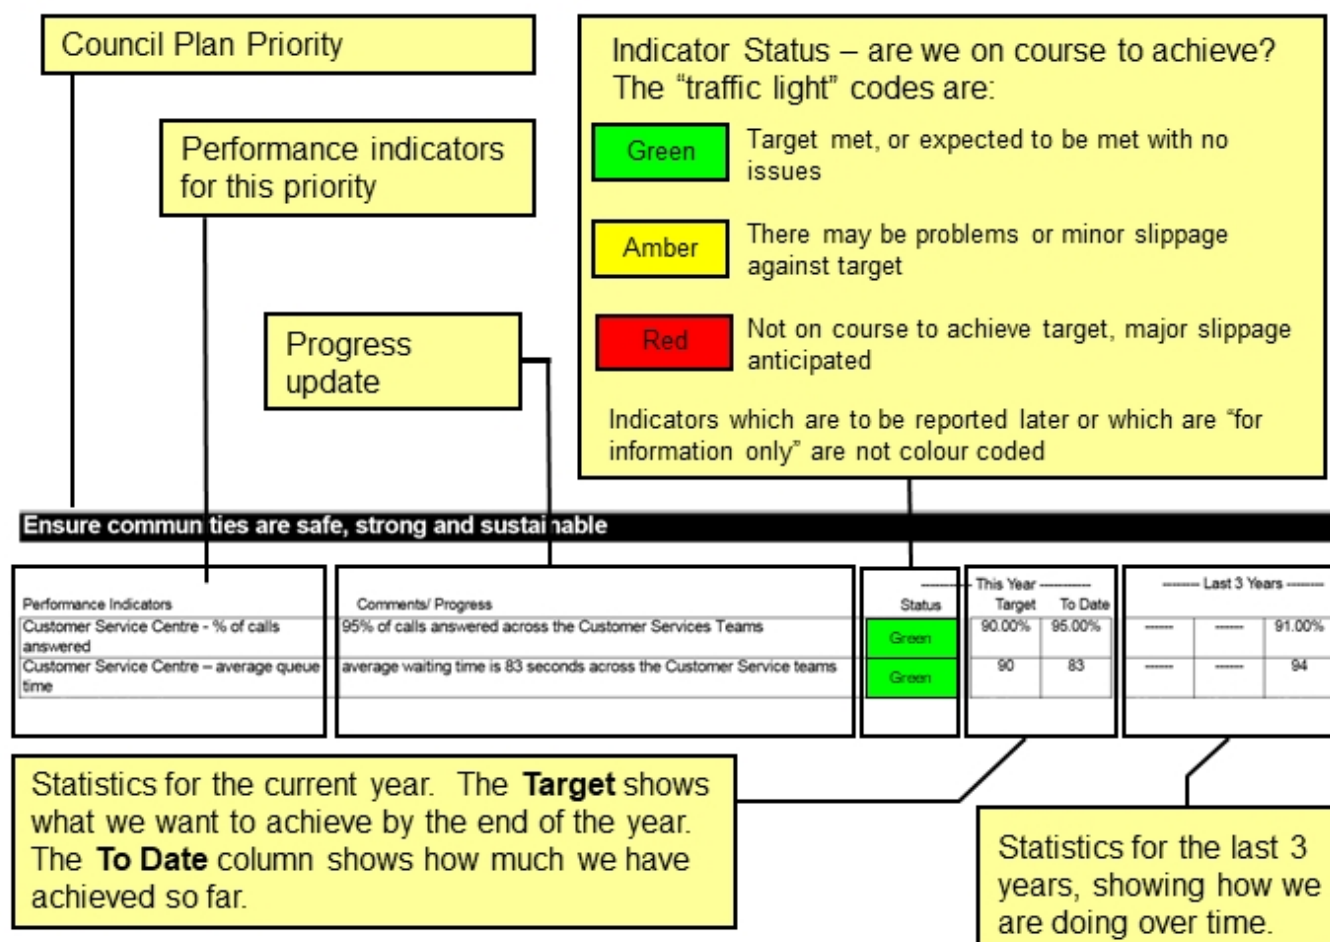 Council Plan Priority
Performance indicators
for this priority
Progress
update
Indicator Status – are we on course to achieve?
The “traffic light” codes are:
Green
Target met, or expected to be met with no
issues
Amber
There may be problems or minor slippage
against target
Red
Not on course to achieve target, major slippage
anticipated
Indicators which are to be reported later or which are “for
information only” are not colour coded
Ensure communities are safe, strong and sustainable
------------ This Year ------------ -------- Last 3 Years --------
Performance Indicators Comments/ Progress Status Target To Date
Customer Service Centre - % of calls
answered
95% of calls answered across the Customer Services Teams
Green 90.00% 95.00% ------ ------ 91.00%
Customer Service Centre – average queue
time
average waiting time is 83 seconds across the Customer Service teams
Green 90 83 ------ ------ 94
Statistics for the current year. The Target shows
what we want to achieve by the end of the year.
The To Date column shows how much we have
achieved so far.
Statistics for the last 3
years, showing how we
are doing over time.